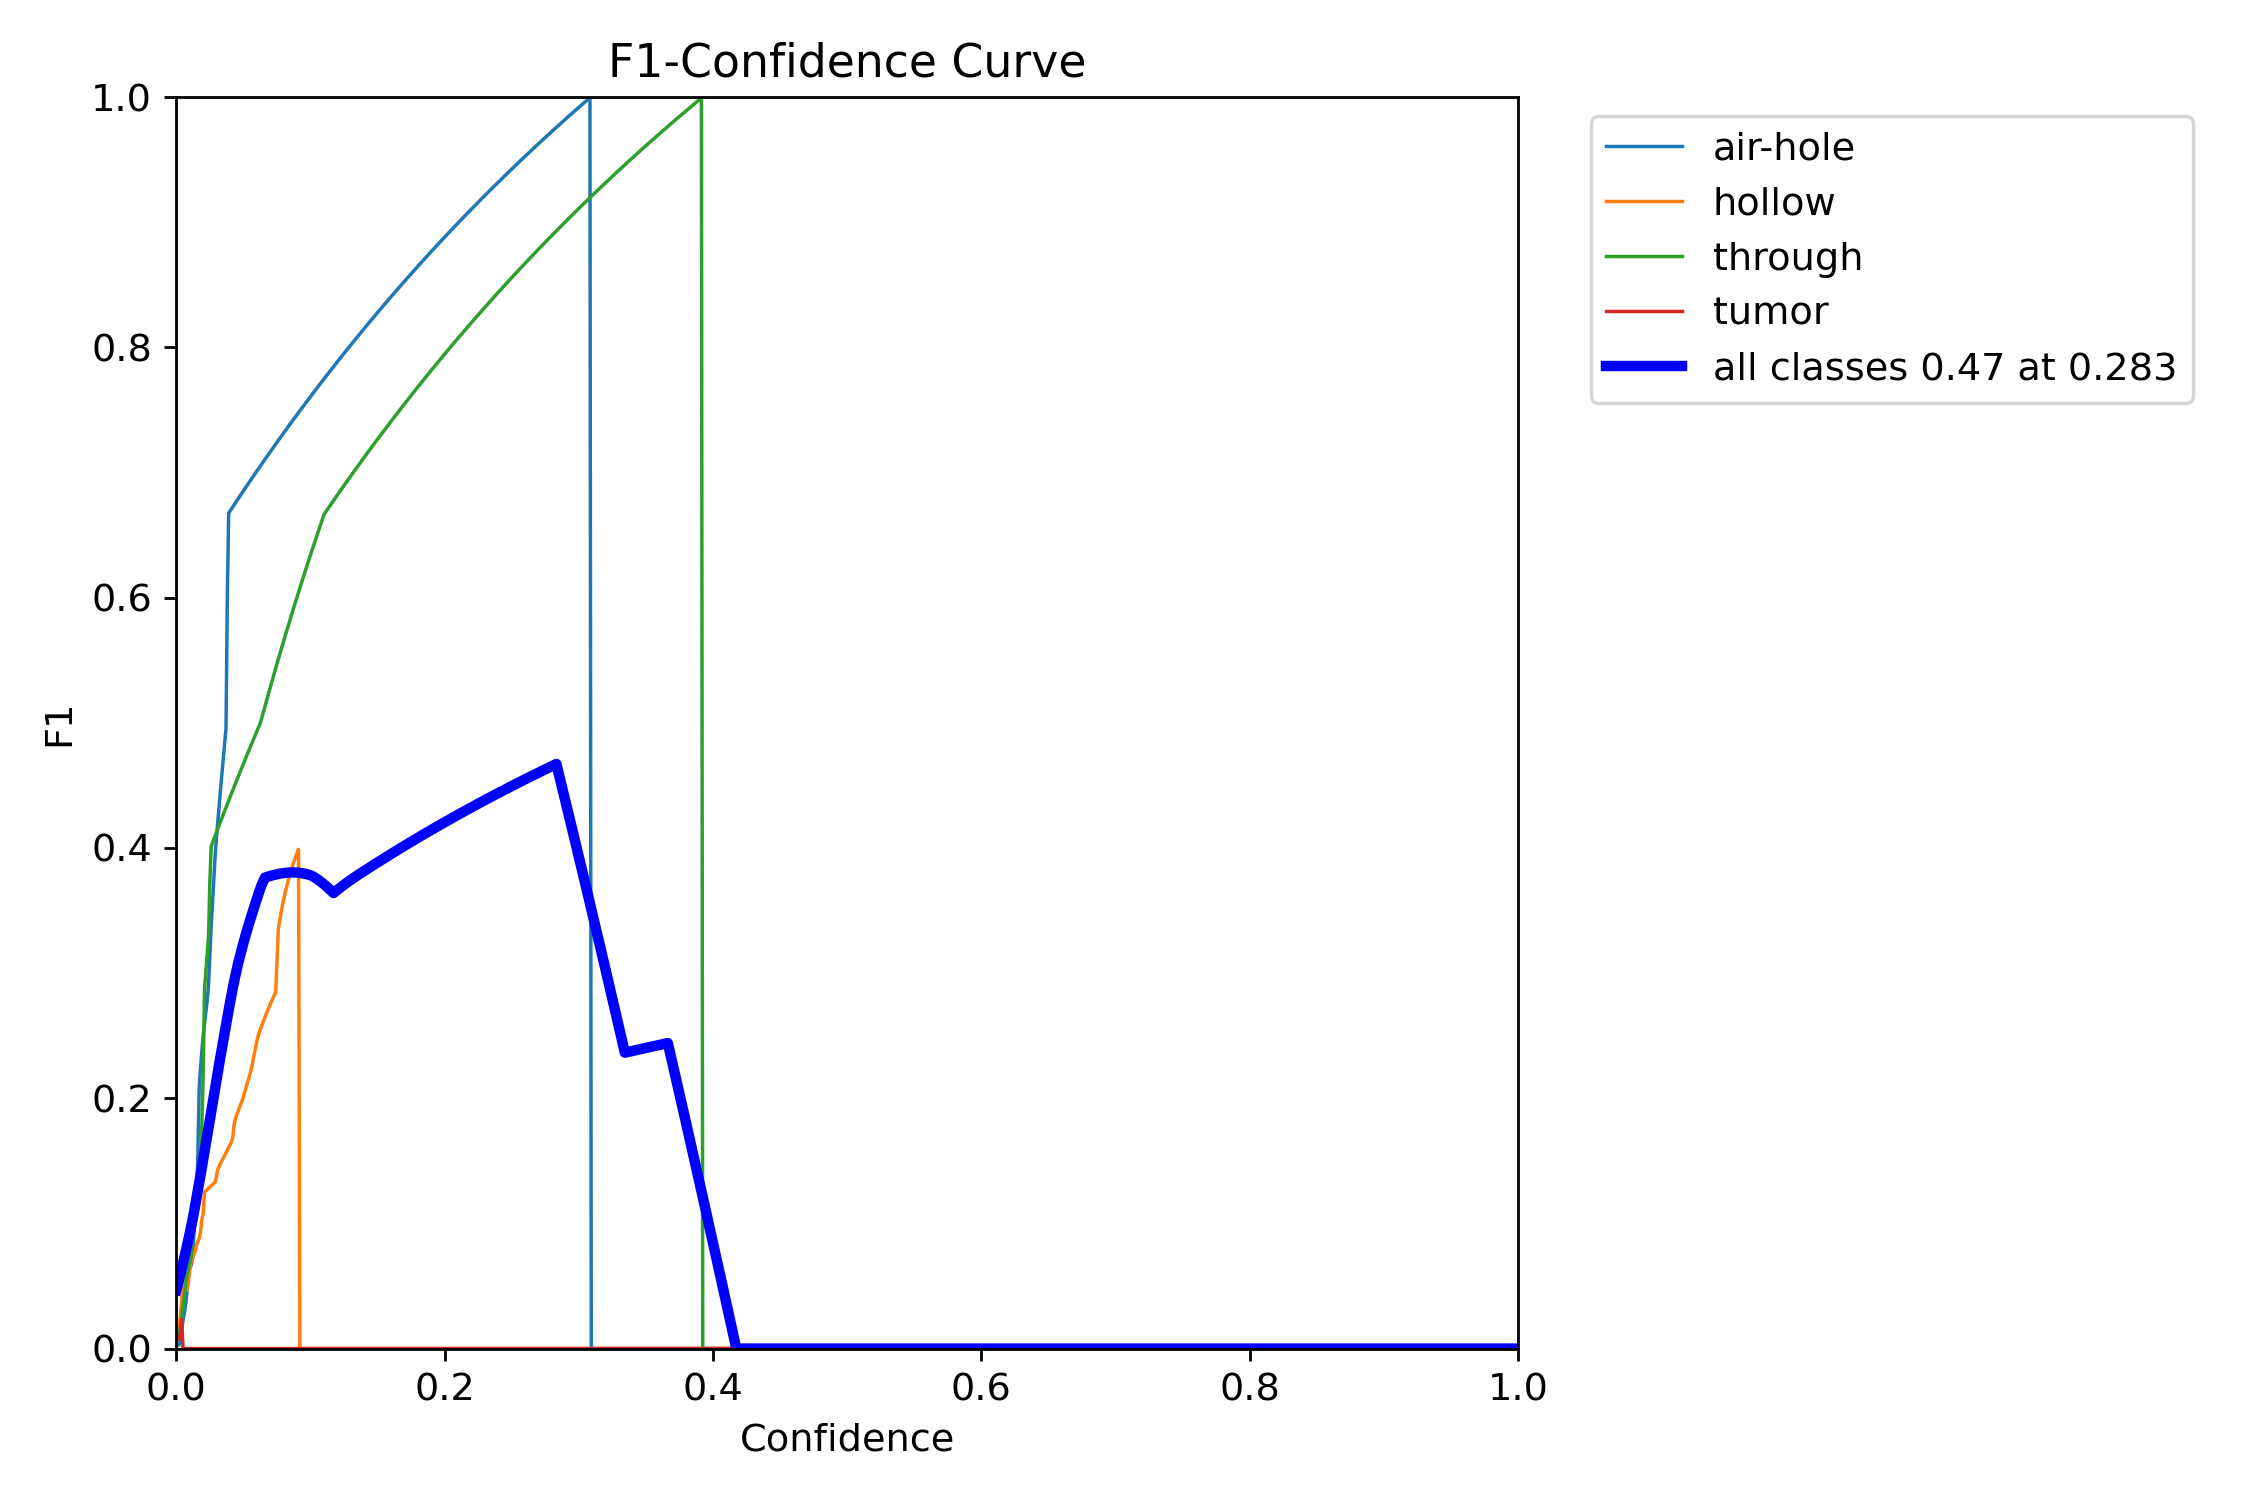 F1-Confidence Curve
1.0
0.8
0.6
0.4
0.2
0.0
F1
0.0 0.2 0.4 0.6 0.8 1.0
Confidence
air-hole
hollow
through
tumor
all classes 0.47 at 0.283